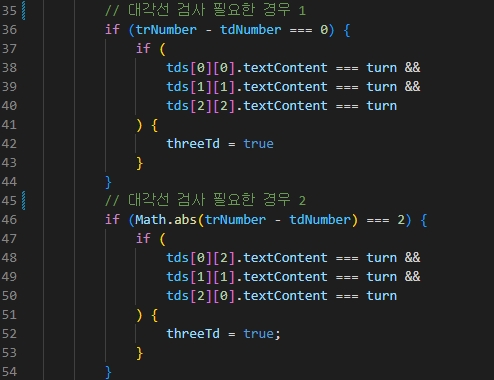 35 // 대각선 검사 필요한 경우 1
36 if (trNumber - tdNumber === 0) {
37 if (
38 tds[0][0].textContent === turn &&
39 tds[1][1].textContent === turn &&
40 tds[2][2].textContent === turn
41 ) {
42 threeTd = true
43 }
44 }
45 // 대각선 검사 필요한 경우 2
46 if (Math.abs(trNumber - tdNumber) === 2) {
47 if (
48 tds[0][2].textContent === turn &&
49 tds[1][1].textContent === turn &&
50 tds[2][0].textContent === turn
51 ) {
52 threeTd = true;
53 }
54 }